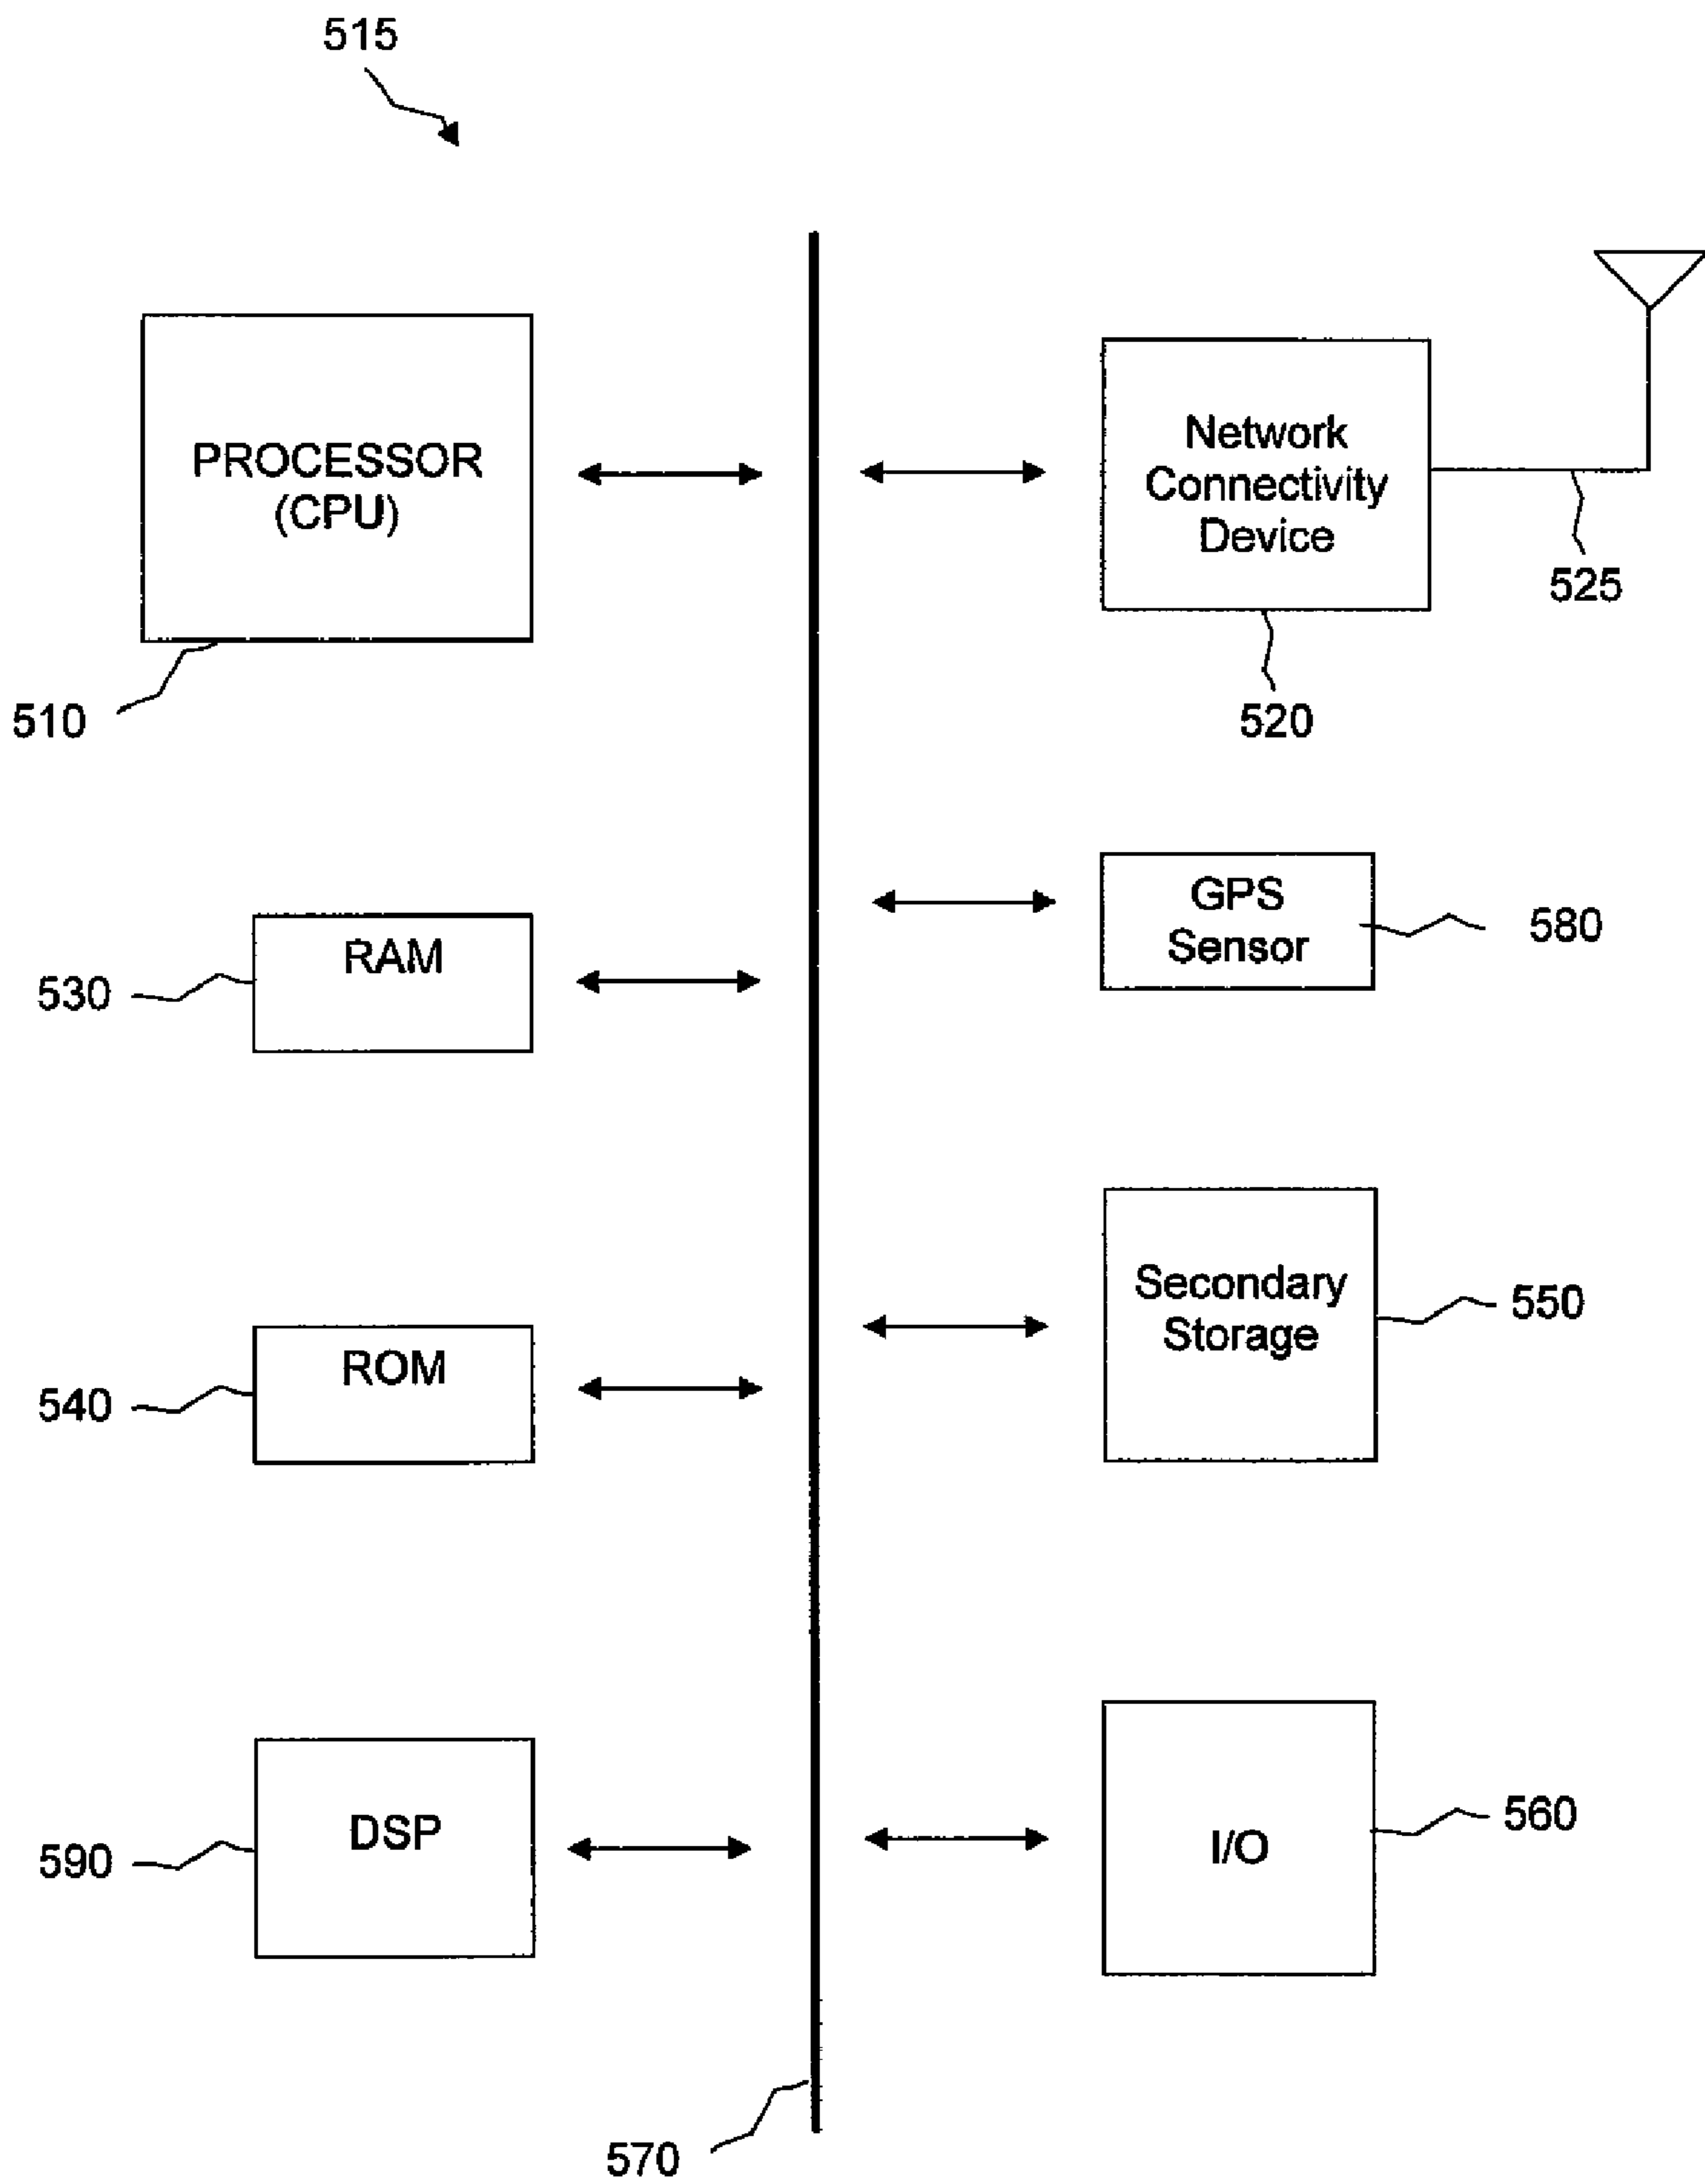 515
PROCESSOR
(CPU)
510
Network
Connectivity
Device
525
520
GPS
Sensor
580
RAM
530
Secondary
Storage
550
ROM
540
DSP
590
I/O
560
570